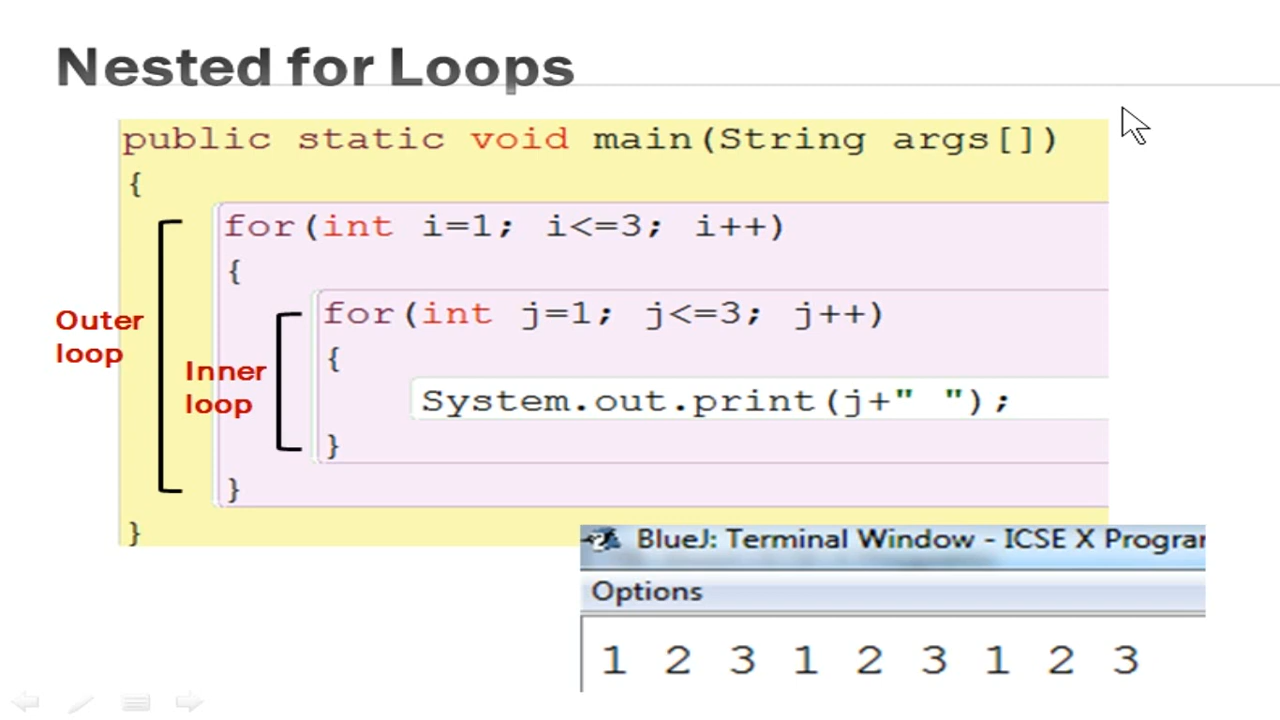 Nested for Loops
public static void main(String args[])
{
for(int i=1; i<=3; i++)
{
Outer
loop
for(int j=1; j<=3; j++)
{
Inner
loop
System.out.print(j+" ");
}
}
}
BlueJ: Terminal Window - ICSE X Prograr
Options
1 2 3 1 2 3 1 2 3